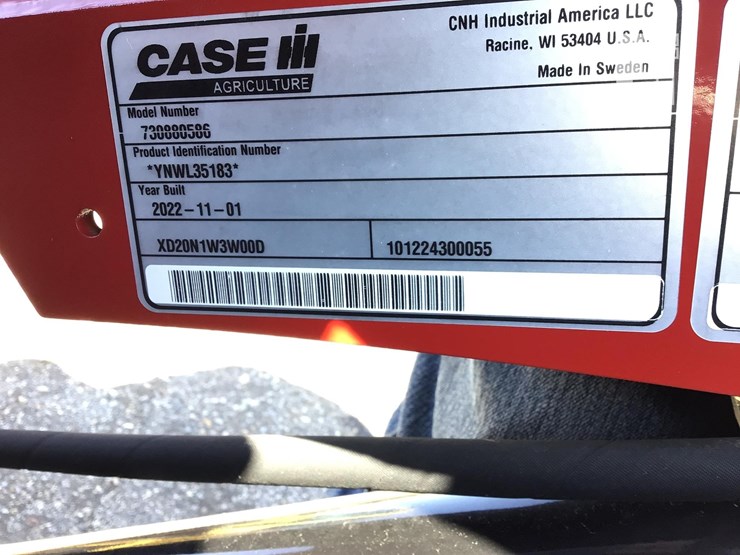 CASE IH
AGRICULTURE
CNH Industrial America LLC
Racine, WI 53404 U.S.A.
Made In Sweden
Model Number
730880586
Product Identification Number
*YNWL35183*
Year Built
2022-11-01
XD20N1W3W00D
101224300055